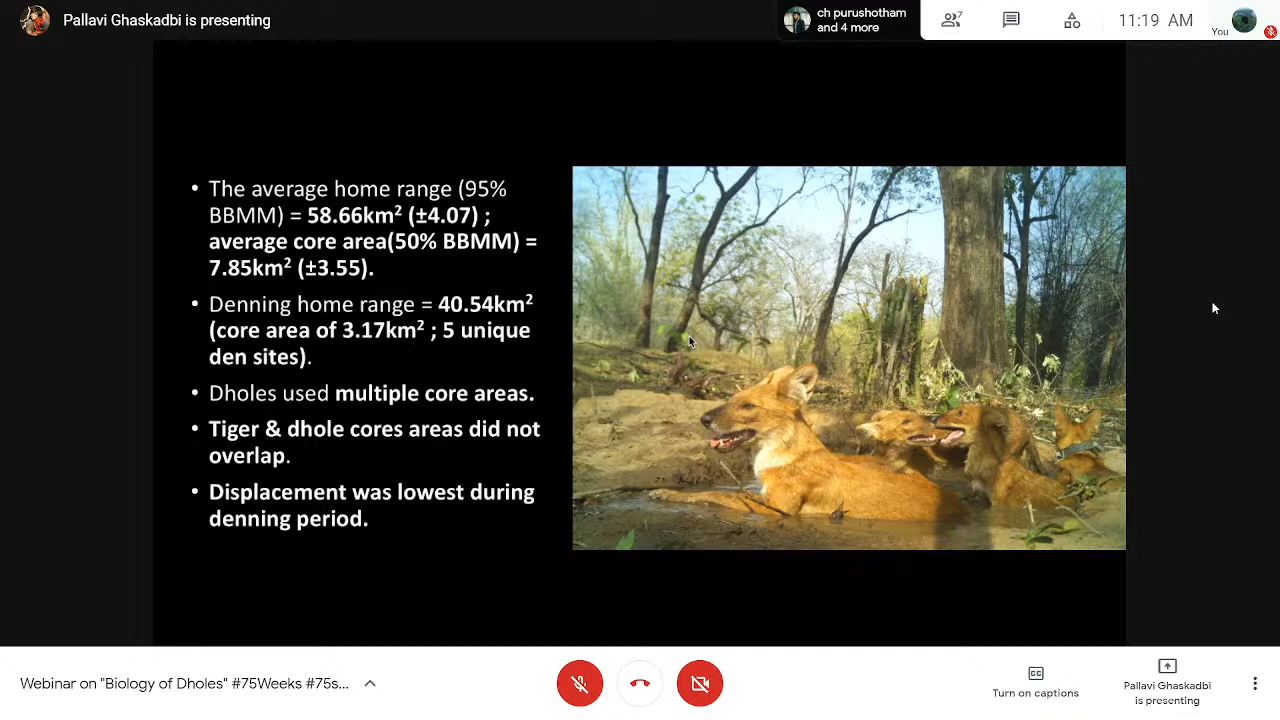 Pallavi Ghaskadbi is presenting
ch purushotham
and 4 more
7
11:19 AM
You
• The average home range (95%
BBMM) = 58.66km² (±4.07) ;
average core area(50% BBMM) =
7.85km² (±3.55).
• Denning home range = 40.54km²
(core area of 3.17km² ; 5 unique
den sites).
• Dholes used multiple core areas.
• Tiger & dhole cores areas did not
overlap.
• Displacement was lowest during
denning period.
Webinar on "Biology of Dholes" #75Weeks #75s...
CC
Turn on captions
Pallavi Ghaskadbi
is presenting